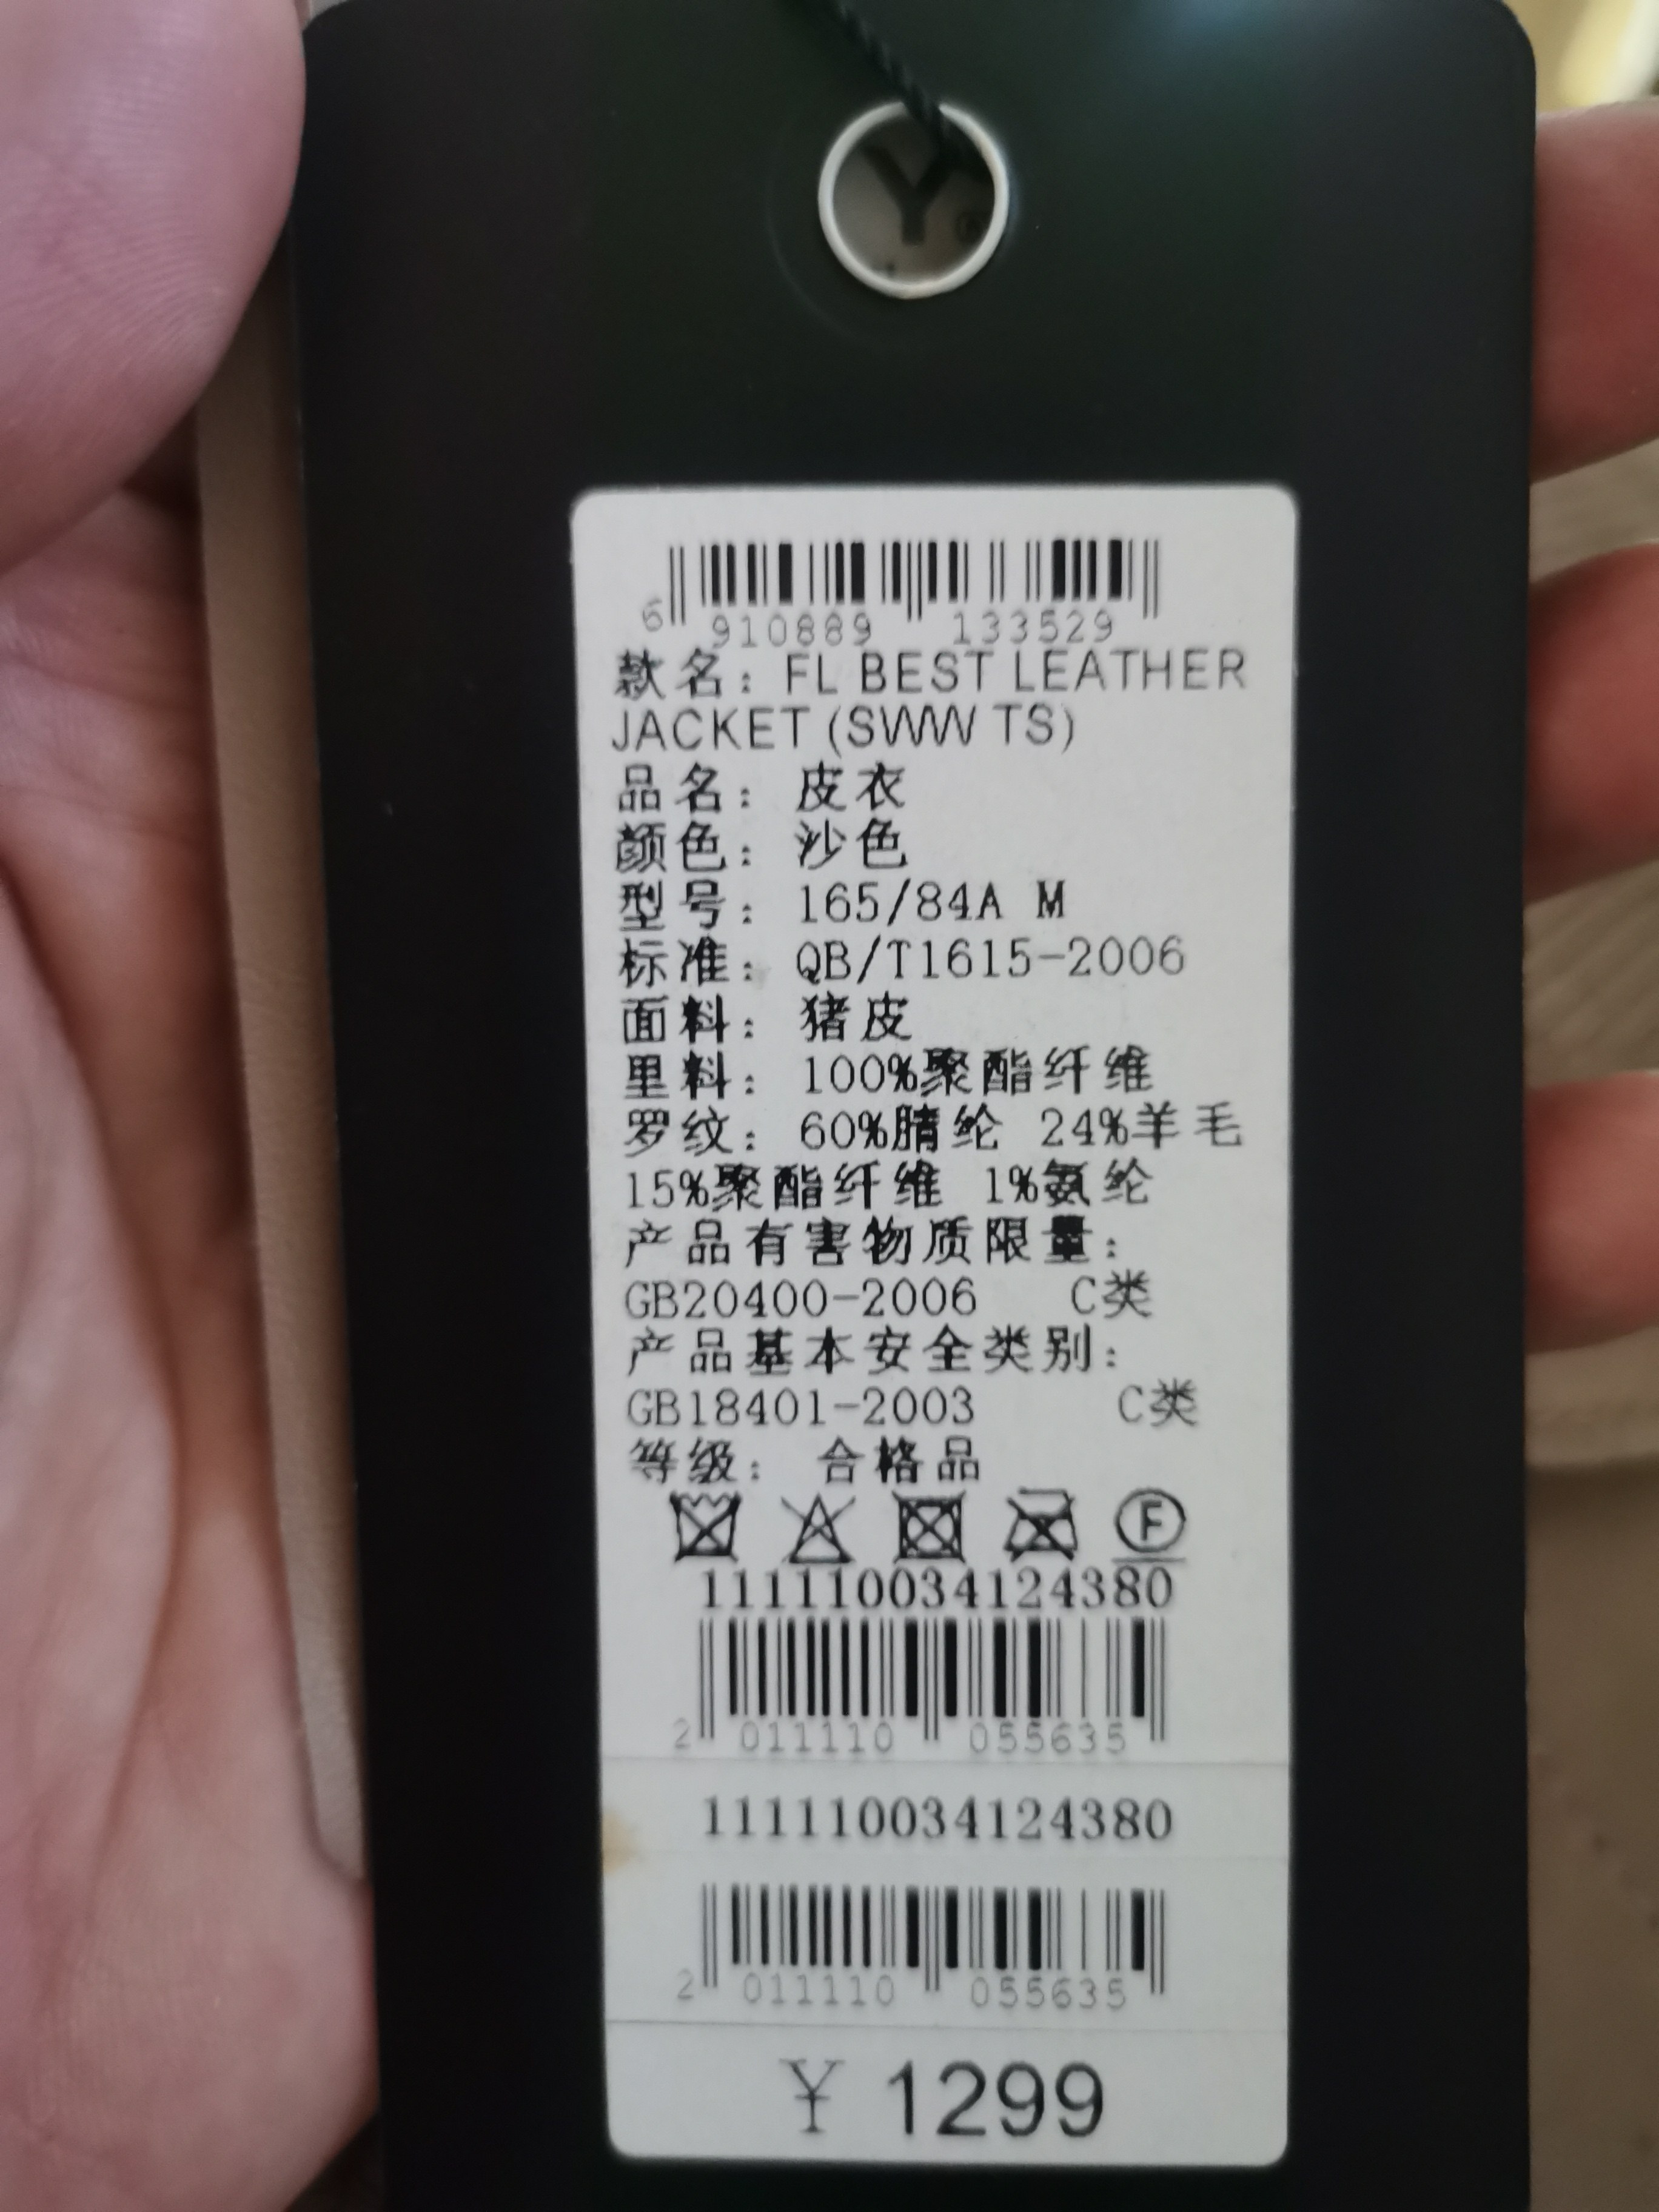 Y
6 910889 133529
款名：FL BEST LEATHER
JACKET (SWW TS)
品名：皮衣
颜色：沙色
型号：165/84A M
标准：QB/T1615-2006
面料：猪皮
里料：100%聚酯纤维
罗纹：60%腈纶 24%羊毛
15%聚酯纤维 1%氨纶
产品有害物质限量：
GB20400-2006 C类
产品基本安全类别：
GB18401-2003 C类
等级：合格品
F
111110034124380
2 011110 055635
111110034124380
2 011110 055635
¥ 1299